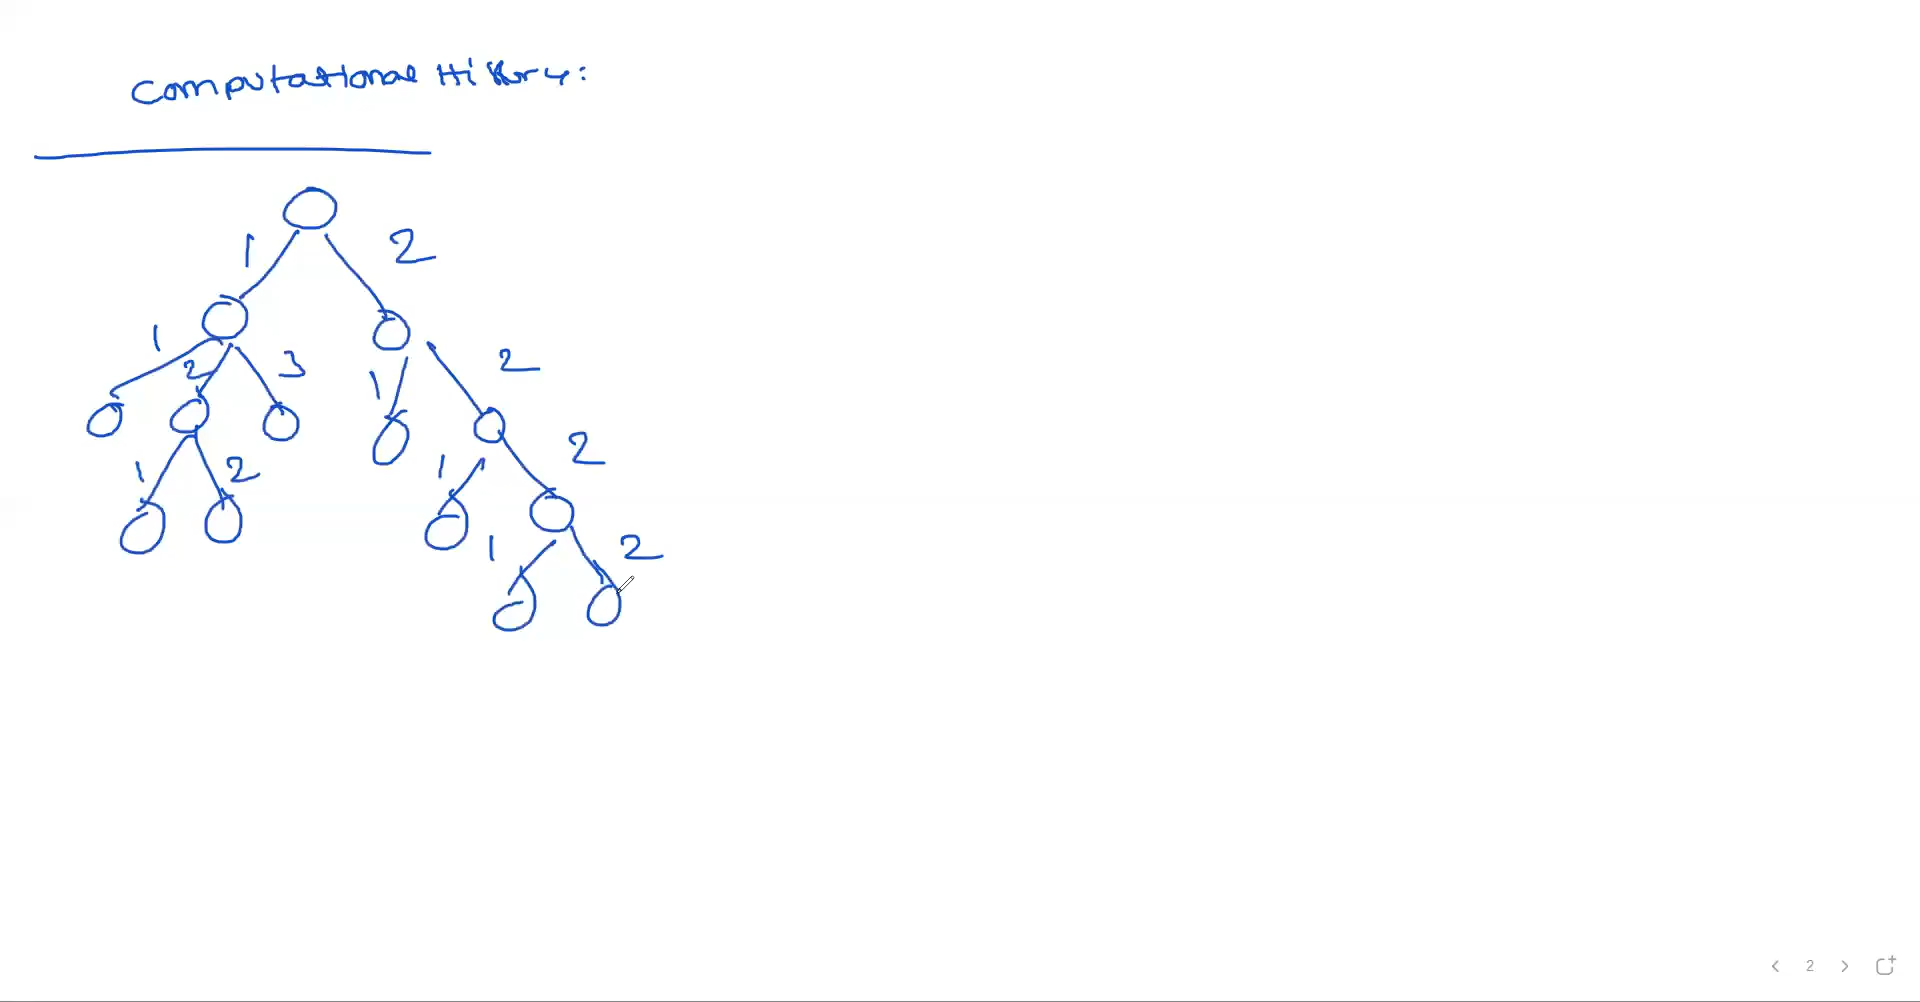 Computational History:
1 2
1 2 3 1 2
1 2 1 2
1 2
2